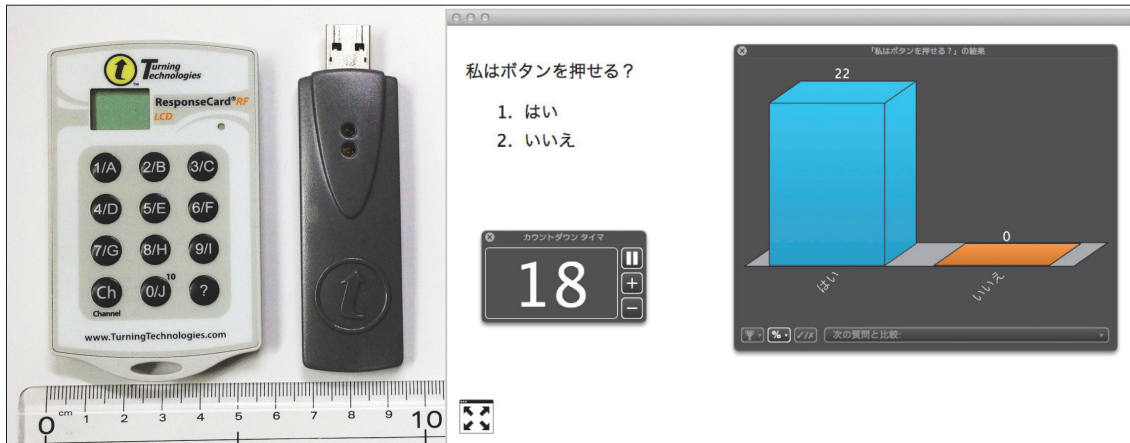 t
Turning
Technologies™
ResponseCard® RF
LCD
1/A 2/B 3/C
4/D 5/E 6/F
7/G 8/H 9/I
10
Ch 0/J ?
Channel
www.TurningTechnologies.com
t
cm
0 1 2 3 4 5 6 7 8 9 10
私はボタンを押せる？
1. はい
2. いいえ
カウントダウン タイマ
18
「私はボタンを押せる？」の結果
22
0
はい
いいえ
%
✓/✗
次の質問と比較: